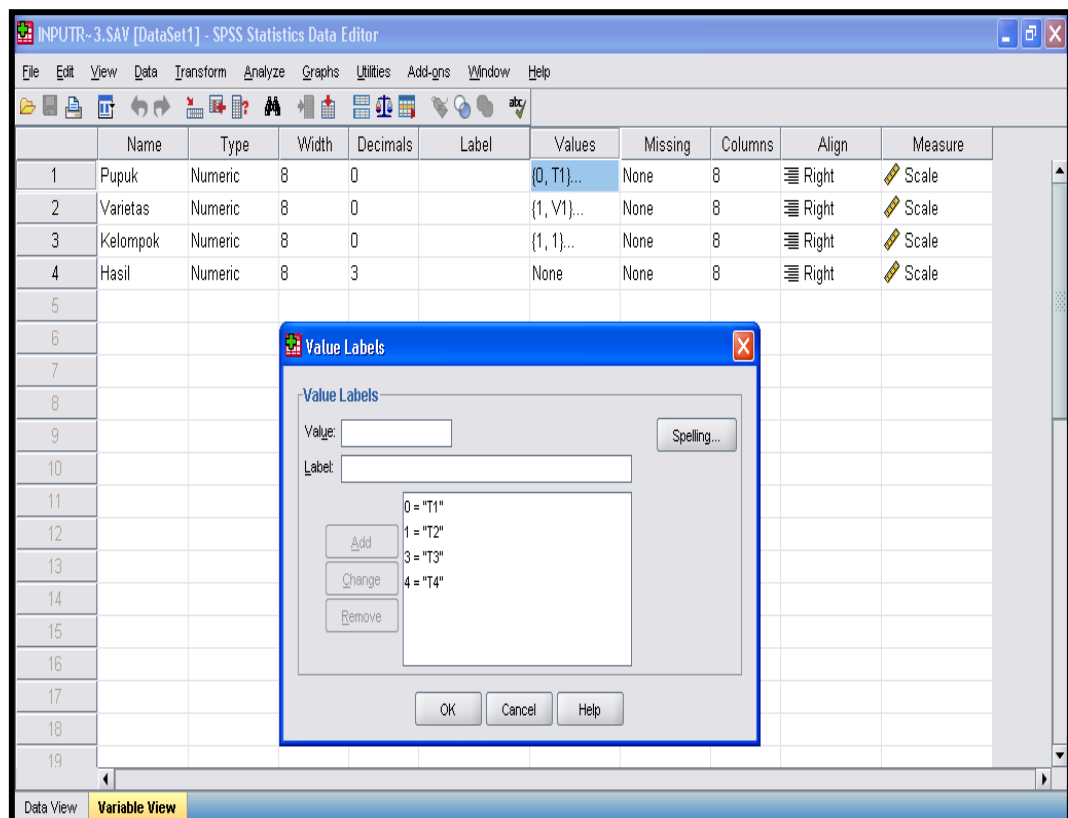 INPUTR~3.SAV [DataSet1] - SPSS Statistics Data Editor
File Edit View Data Transform Analyze Graphs Utilities Add-ons Window Help
Name Type Width Decimals Label Values Missing Columns Align Measure
1 Pupuk Numeric 8 0 {0, T1}... None 8 Right Scale
2 Varietas Numeric 8 0 {1, V1}... None 8 Right Scale
3 Kelompok Numeric 8 0 {1, 1}... None 8 Right Scale
4 Hasil Numeric 8 3 None None 8 Right Scale
5
6
7
8
9
10
11
12
13
14
15
16
17
18
19
Value Labels
Value Labels
Value:
Spelling...
Label:
0 = "T1"
1 = "T2"
3 = "T3"
4 = "T4"
Add
Change
Remove
OK Cancel Help
Data View Variable View